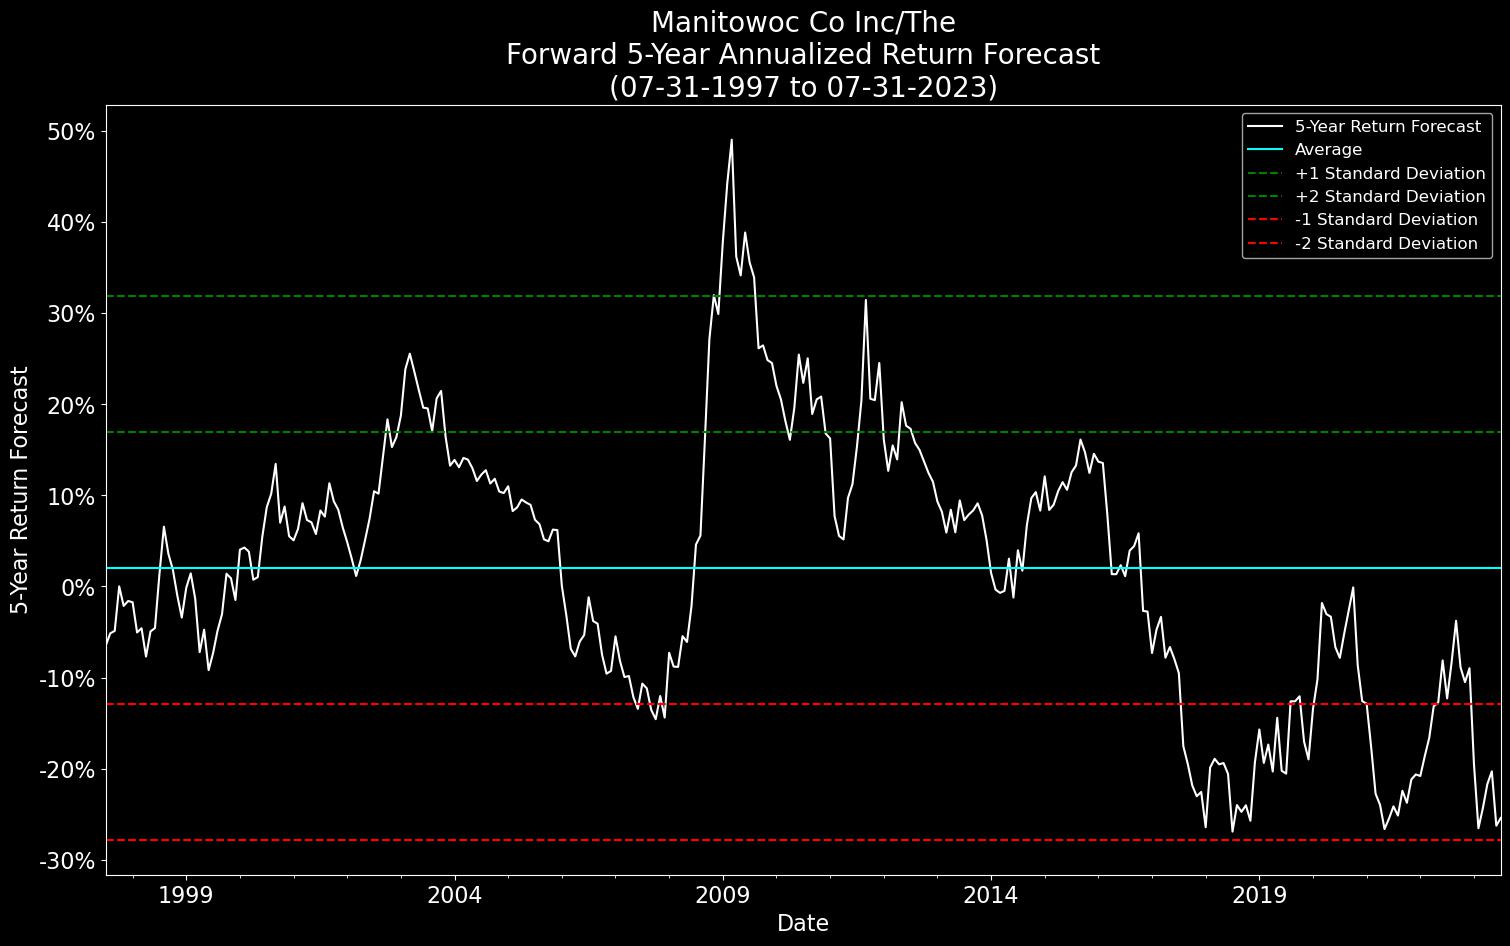 Manitowoc Co Inc/The
Forward 5-Year Annualized Return Forecast
(07-31-1997 to 07-31-2023)
5-Year Return Forecast
50%
40%
30%
20%
10%
0%
-10%
-20%
-30%
5-Year Return Forecast
Average
+1 Standard Deviation
+2 Standard Deviation
-1 Standard Deviation
-2 Standard Deviation
1999
2004
2009
2014
2019
Date